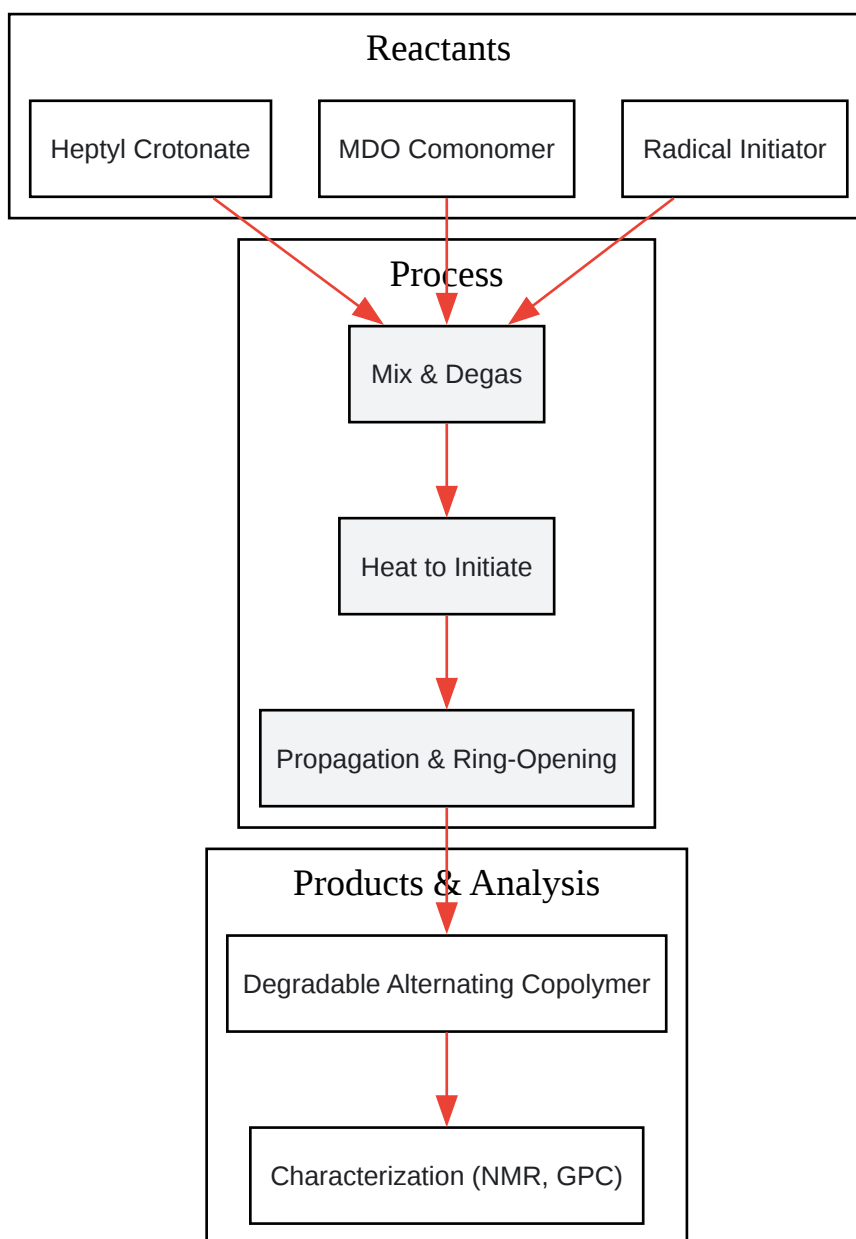 Reactants
Heptyl Crotonate
MDO Comonomer
Radical Initiator
Process
Mix & Degas
Heat to Initiate
Propagation & Ring-Opening
Products & Analysis
Degradable Alternating Copolymer
Characterization (NMR, GPC)